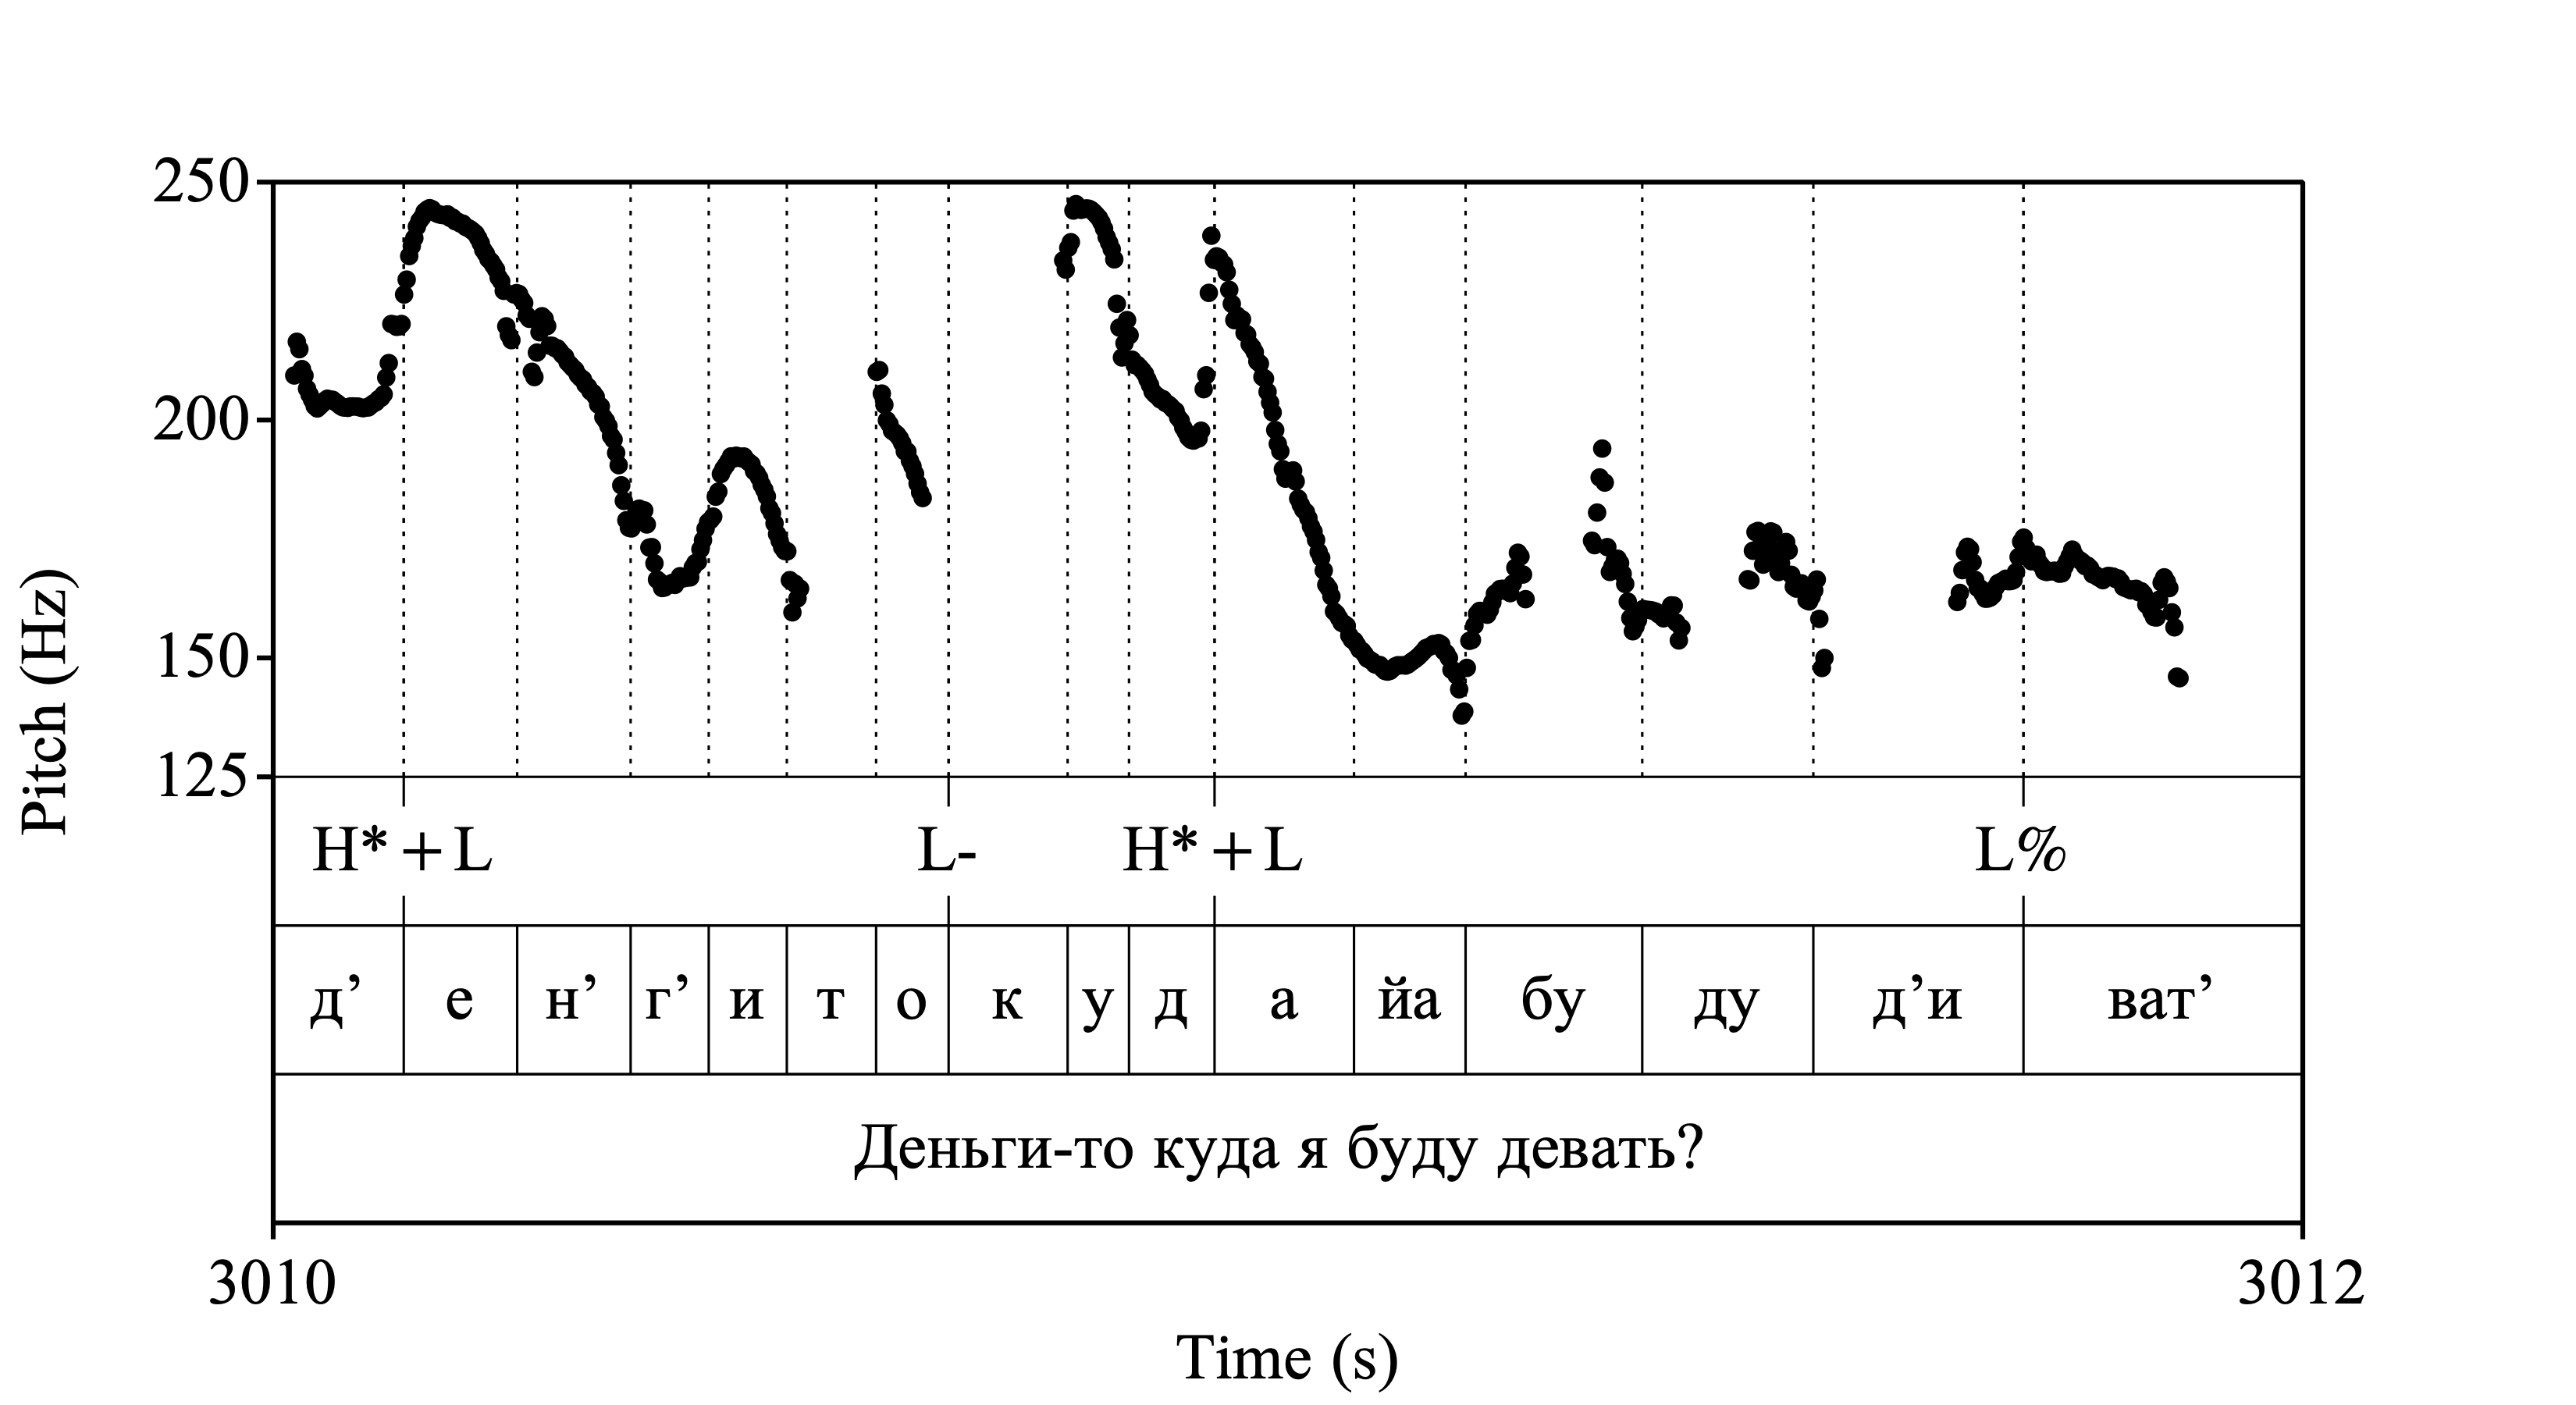 Pitch (Hz)
250
200
150
125
H*+L L- H*+L L%
д’ е н’ г’ и т о к у д а йа бу ду д’и ват’
Деньги-то куда я буду девать?
3010 3012
Time (s)